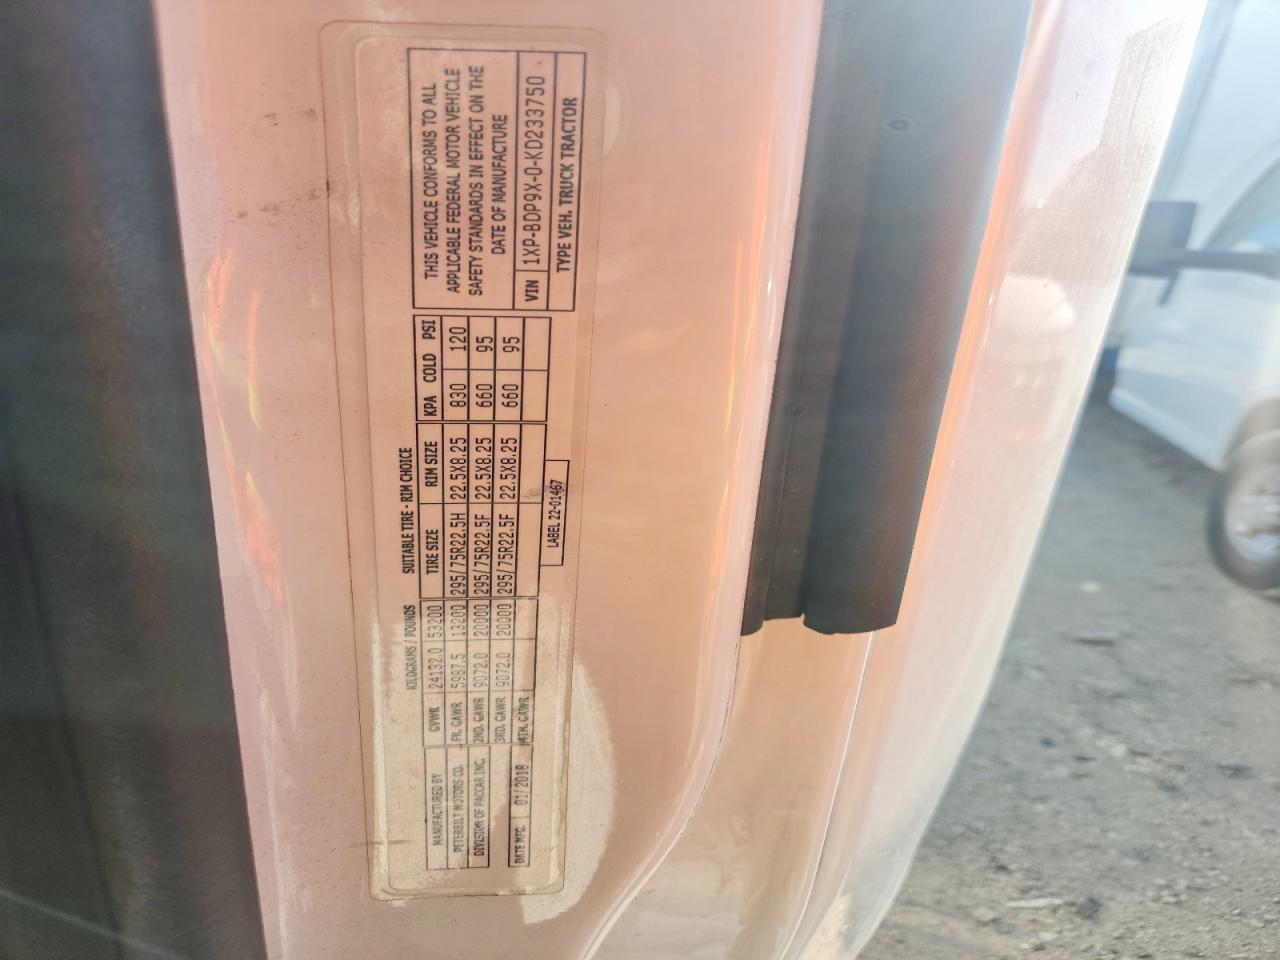 MANUFACTURED BY
PETERBILT MOTORS CO.
DIVISION OF PACCAR INC.
DATE MFG. 01/2018
KILOGRAMS / POUNDS
GVWR 24132.0 53200
FR. GAWR 5987.5 13200
2ND. GAWR 9072.0 20000
3RD. GAWR 9072.0 20000
4TH. GAWR
SUITABLE TIRE - RIM CHOICE
TIRE SIZE RIM SIZE KPA COLD PSI
295/75R22.5H 22.5X8.25 830 120
295/75R22.5F 22.5X8.25 660 95
295/75R22.5F 22.5X8.25 660 95
LABEL 22-01467
THIS VEHICLE CONFORMS TO ALL
APPLICABLE FEDERAL MOTOR VEHICLE
SAFETY STANDARDS IN EFFECT ON THE
DATE OF MANUFACTURE
VIN 1XP-BDP9X-0-KD233750
TYPE VEH. TRUCK TRACTOR